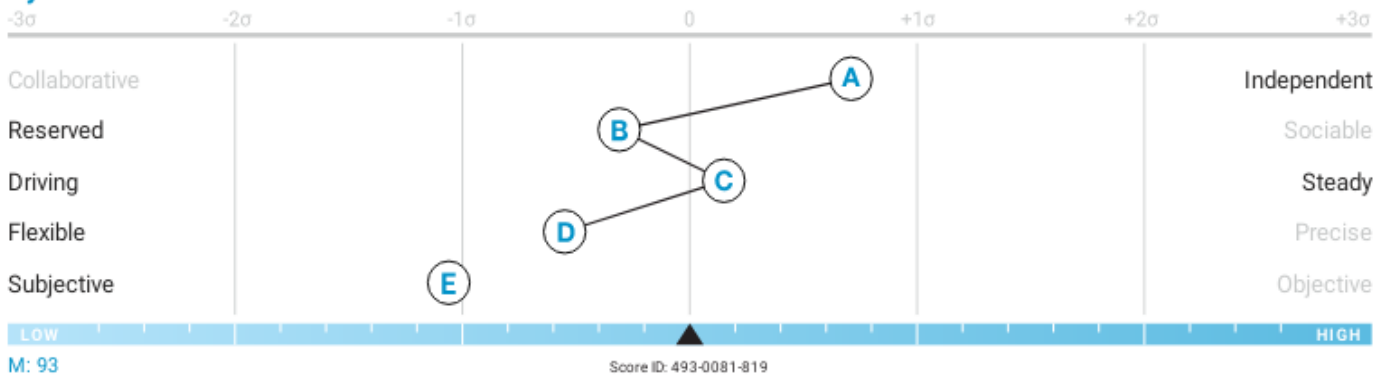 -3σ -2σ -1σ 0 +1σ +2σ +3σ
Collaborative A Independent
Reserved B Sociable
Driving C Steady
Flexible D Precise
Subjective E Objective
LOW HIGH
M: 93 Score ID: 493-0081-819